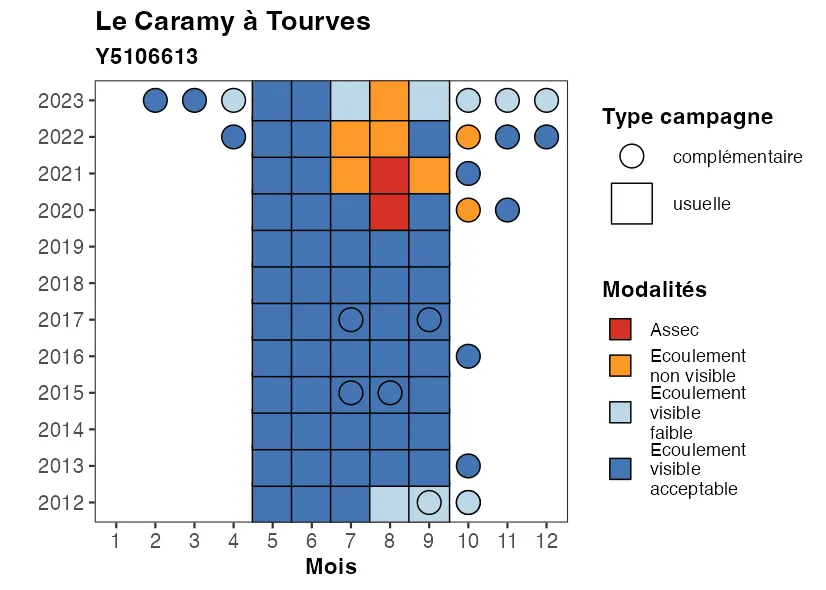 Le Caramy à Tourves
Y5106613
2023
2022
2021
2020
2019
2018
2017
2016
2015
2014
2013
2012
1 2 3 4 5 6 7 8 9 10 11 12
Mois
Type campagne
complémentaire
usuelle
Modalités
Assec
Ecoulement
non visible
Ecoulement
visible
faible
Ecoulement
visible
acceptable